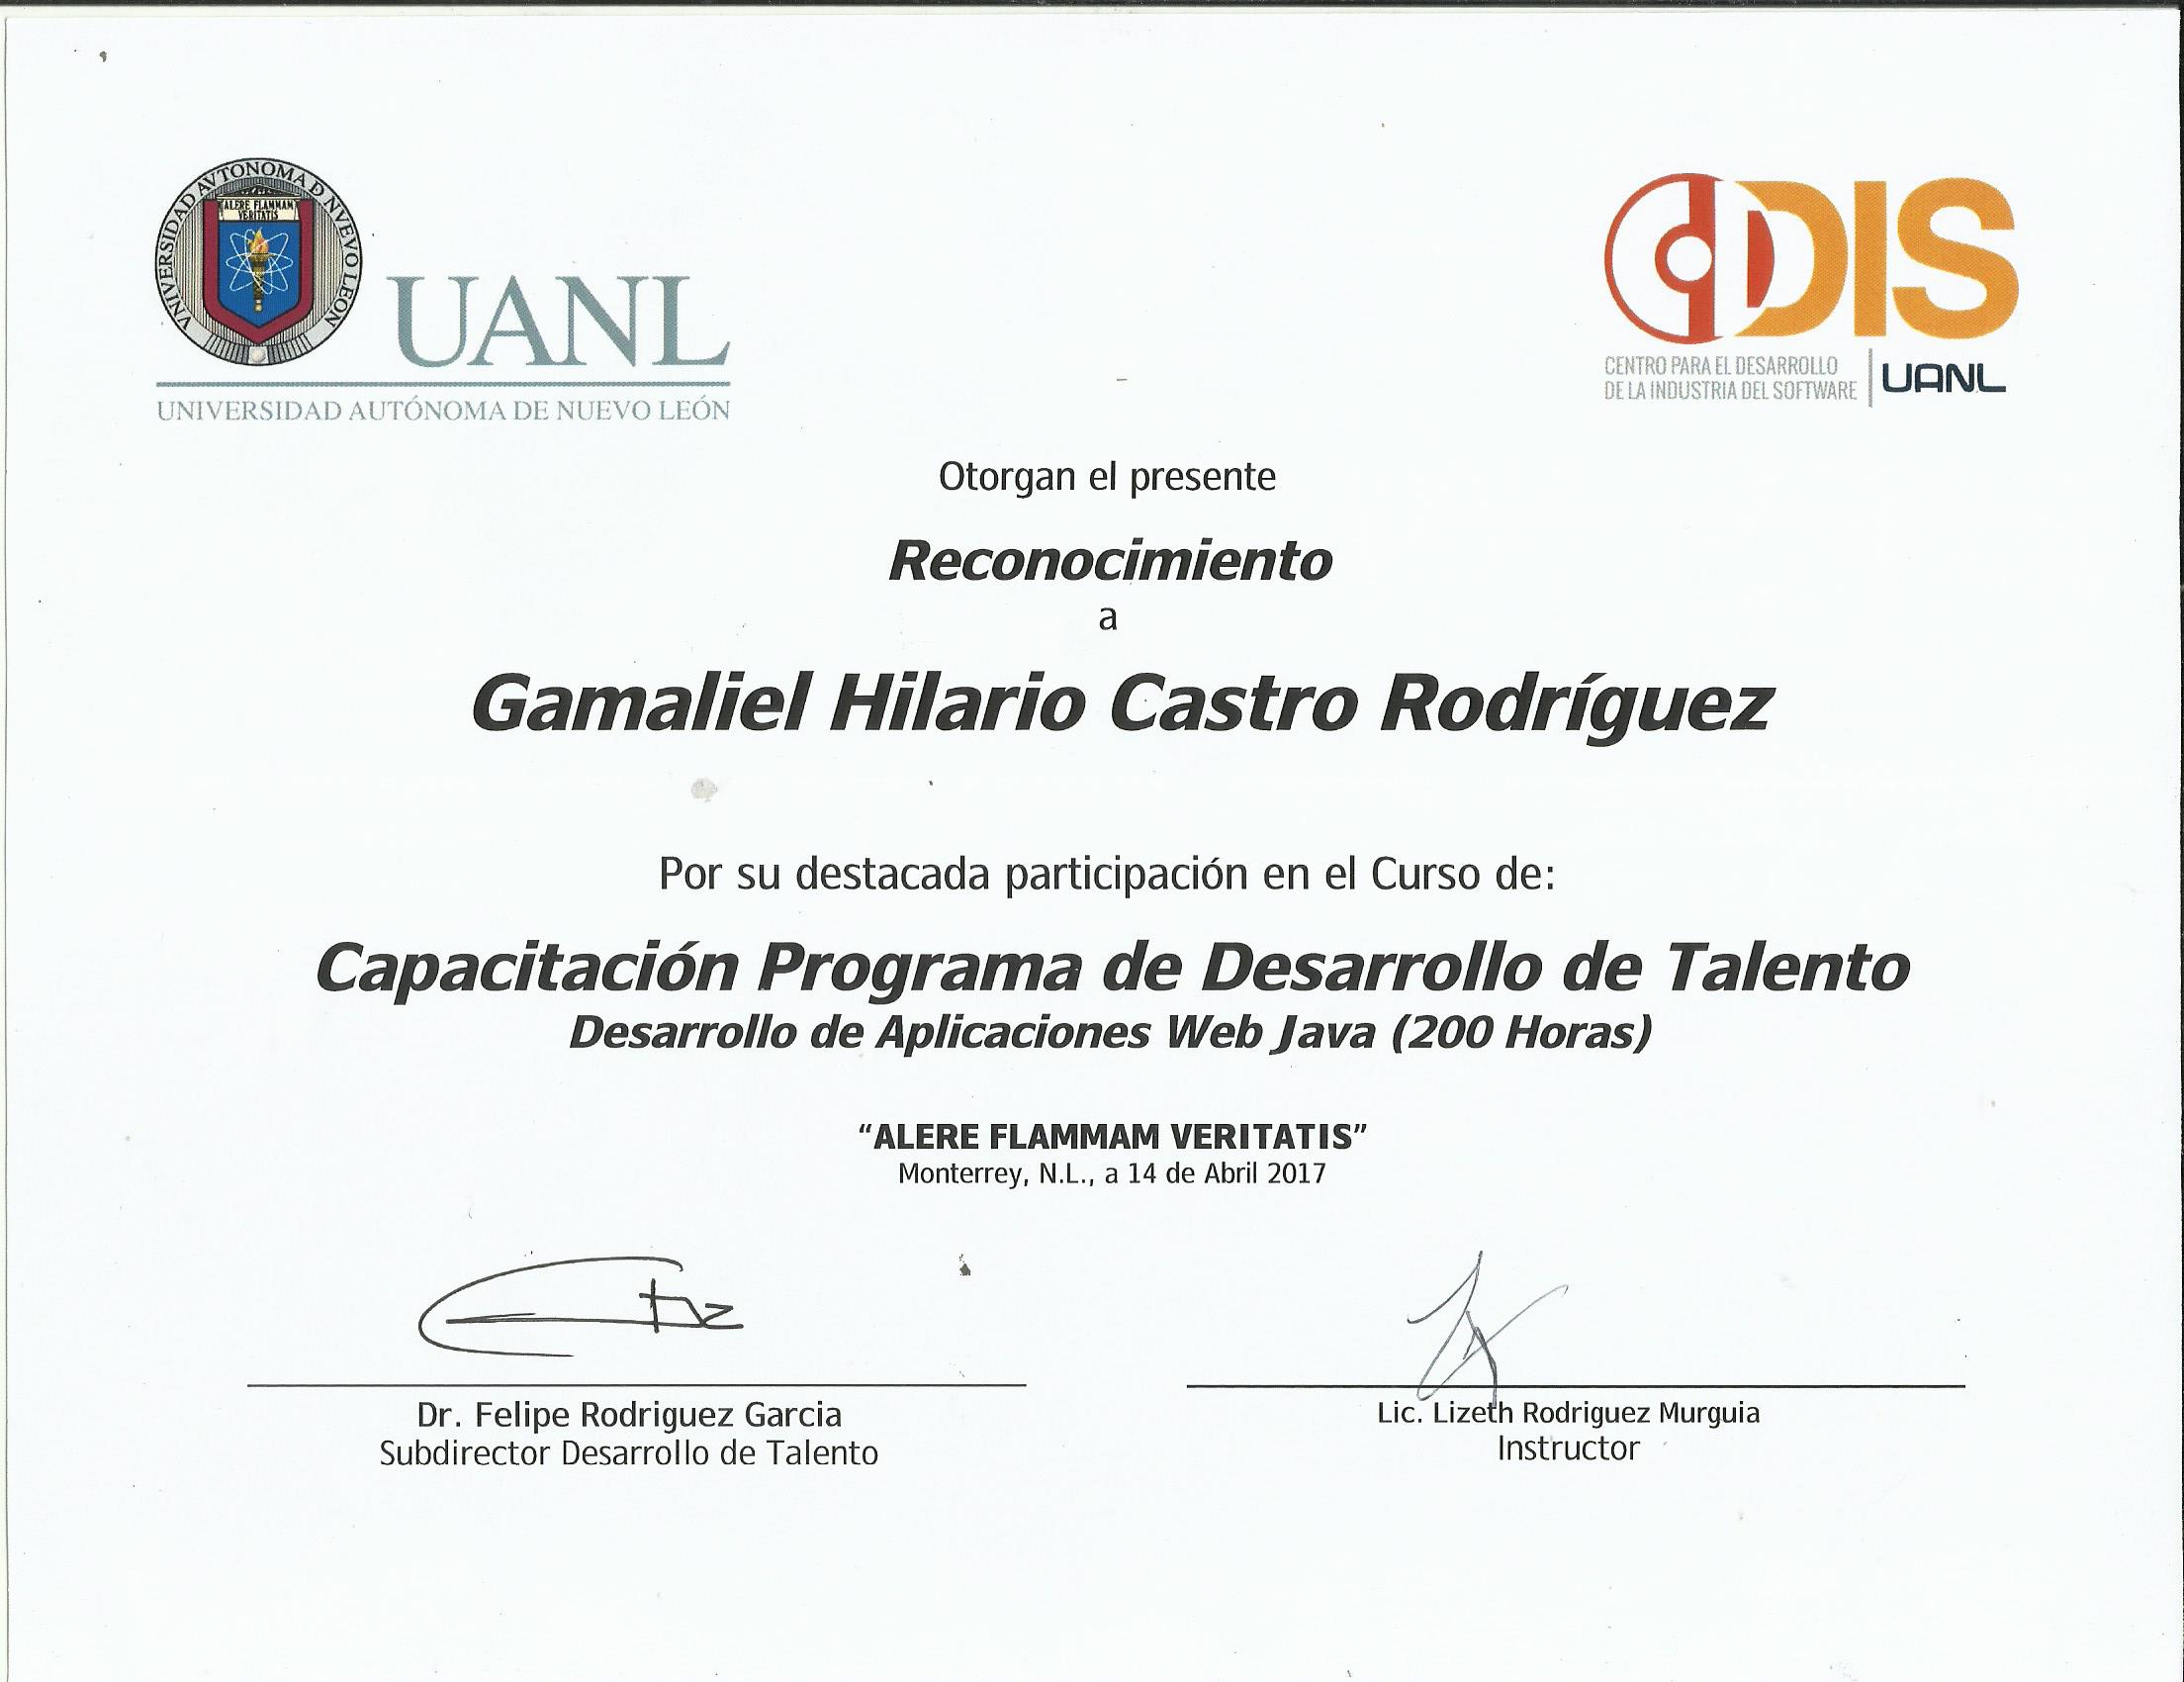 UNIVERSIDAD AUTONOMA D NUEVO LEON
ALERE FLAMMAM
VERITATIS
UANL
UNIVERSIDAD AUTÓNOMA DE NUEVO LEÓN
CDIS
CENTRO PARA EL DESARROLLO
DE LA INDUSTRIA DEL SOFTWARE
UANL
Otorgan el presente
Reconocimiento
a
Gamaliel Hilario Castro Rodríguez
Por su destacada participación en el Curso de:
Capacitación Programa de Desarrollo de Talento
Desarrollo de Aplicaciones Web Java (200 Horas)
“ALERE FLAMMAM VERITATIS”
Monterrey, N.L., a 14 de Abril 2017
Dr. Felipe Rodriguez Garcia
Subdirector Desarrollo de Talento
Lic. Lizeth Rodriguez Murguia
Instructor